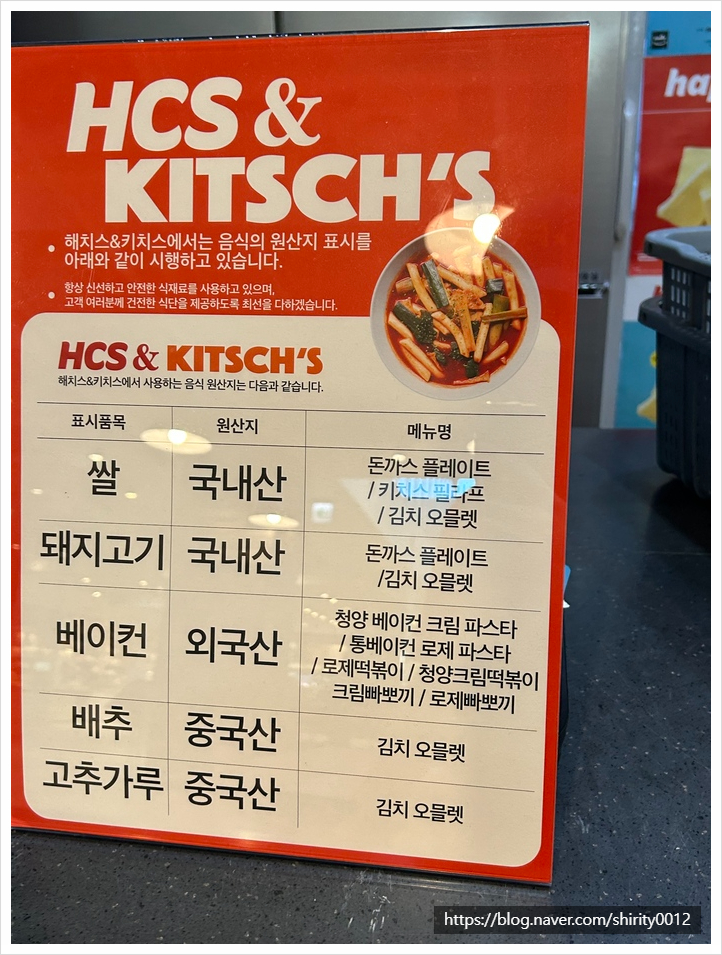 HCS &
KITSCH'S
• 해치스&키치스에서는 음식의 원산지 표시를
아래와 같이 시행하고 있습니다.
• 항상 신선하고 안전한 식재료를 사용하고 있으며,
고객 여러분께 건전한 식단을 제공하도록 최선을 다하겠습니다.
HCS & KITSCH'S
해치스&키치스에서 사용하는 음식 원산지는 다음과 같습니다.
표시품목 원산지 메뉴명
쌀 국내산 돈까스 플레이트
/ 키치스 필라프
/ 김치 오믈렛
돼지고기 국내산 돈까스 플레이트
/김치 오믈렛
베이컨 외국산 청양 베이컨 크림 파스타
/ 통베이컨 로제 파스타
/ 로제떡볶이 / 청양크림떡볶이
크림빠뽀끼 / 로제빠뽀끼
배추 중국산 김치 오믈렛
고추가루 중국산 김치 오믈렛
https://blog.naver.com/shirity0012